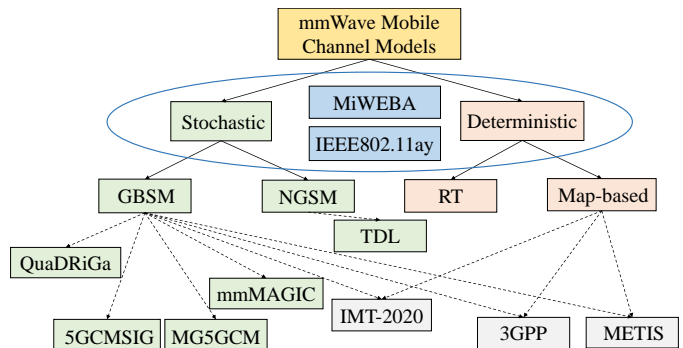 mmWave Mobile
Channel Models
MiWEBA
Stochastic
Deterministic
IEEE802.11ay
GBSM
NGSM
RT
Map-based
TDL
QuaDRiGa
mmMAGIC
IMT-2020
5GCMSIG
MG5GCM
3GPP
METIS